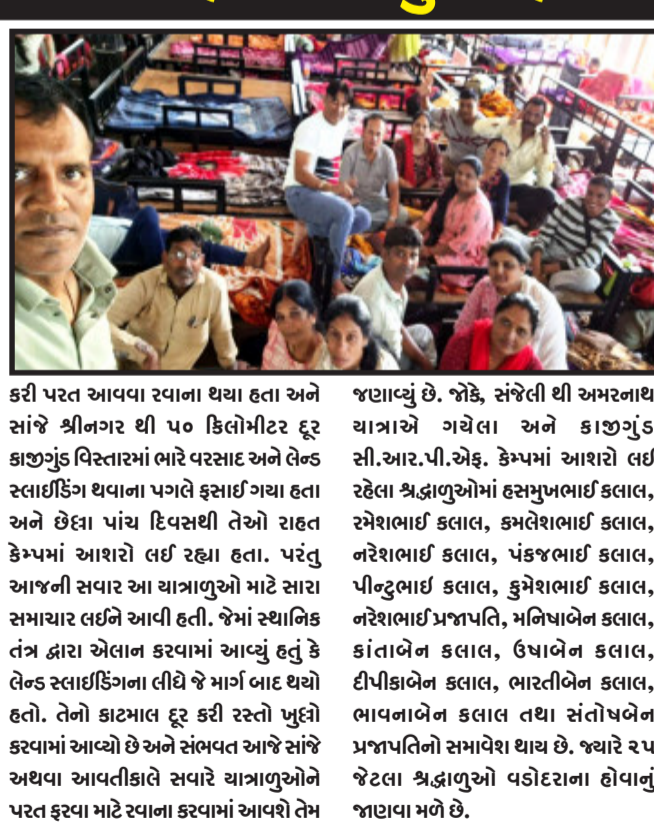 કરી પરત આવવા રવાના થયા હતા અને
સાંજે શ્રીનગર થી ૫૦ કિલોમીટર દૂર
કાજીગુંડ વિસ્તારમાં ભારે વરસાદ અને લેન્ડ
સ્લાઈડિંગ થવાના પગલે ફસાઈ ગયા હતા
અને છેલ્લા પાંચ દિવસથી તેઓ રાહત
કેમ્પમાં આશરો લઈ રહ્યા હતા. પરંતુ
આજની સવાર આ યાત્રાળુઓ માટે સારા
સમાચાર લઈને આવી હતી. જેમાં સ્થાનિક
તંત્ર દ્વારા એલાન કરવામાં આવ્યું હતું કે
લેન્ડ સ્લાઇડિંગના લીધે જે માર્ગ બાદ થયો
હતો. તેનો કાટમાલ દૂર કરી રસ્તો ખુલ્લો
કરવામાં આવ્યો છે અને સંભવત આજે સાંજે
અથવા આવતીકાલે સવારે યાત્રાળુઓને
પરત ફરવા માટે રવાના કરવામાં આવશે તેમ
જણાવ્યું છે. જોકે, સંજેલી થી અમરનાથ
યાત્રાએ ગયેલા અને કાજીગુંડ
સી.આર.પી.એફ. કેમ્પમાં આશરો લઈ
રહેલા શ્રદ્ધાળુઓમાં હસમુખભાઈ કલાલ,
રમેશભાઈ કલાલ, કમલેશભાઈ કલાલ,
નરેશભાઈ કલાલ, પંકજભાઈ કલાલ,
પીન્ટુભાઇ કલાલ, કુમેશભાઈ કલાલ,
નરેશભાઈ પ્રજાપતિ, મનિષાબેન કલાલ,
કાંતાબેન કલાલ, ઉષાબેન કલાલ,
દીપીકાબેન કલાલ, ભારતીબેન કલાલ,
ભાવનાબેન કલાલ તથા સંતોષબેન
પ્રજાપતિનો સમાવેશ થાય છે. જ્યારે ૨૫
જેટલા શ્રદ્ધાળુઓ વડોદરાના હોવાનું
જાણવા મળે છે.